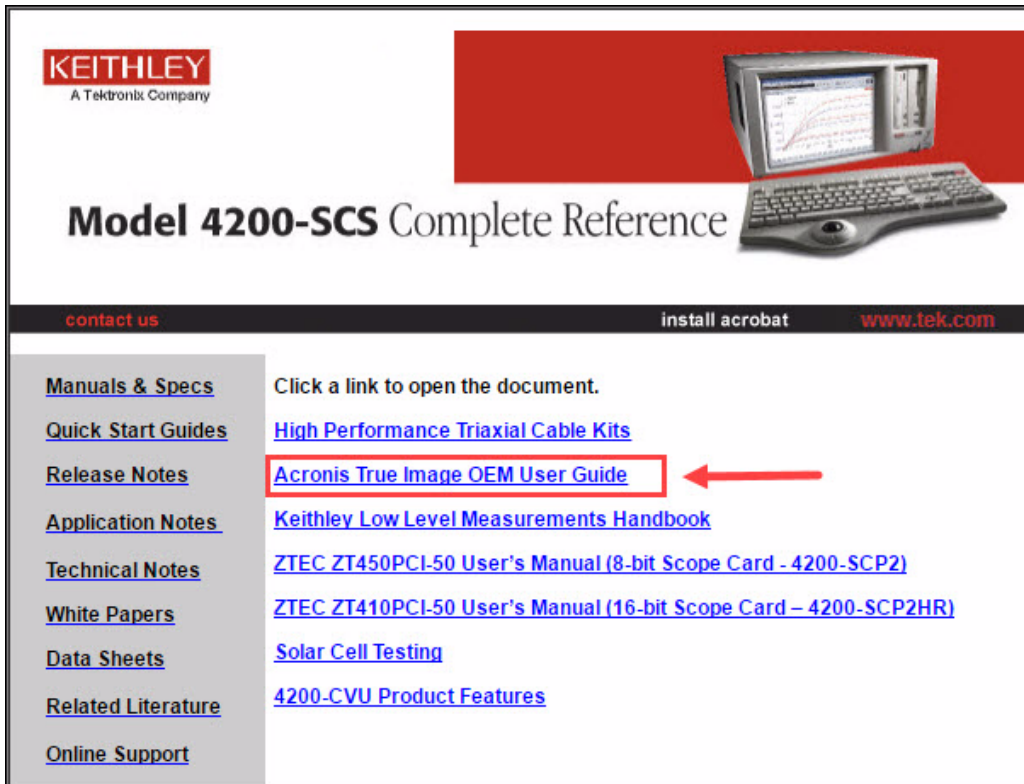 KEITHLEY
A Tektronix Company
Model 4200-SCS Complete Reference
contact us install acrobat www.tek.com
Manuals & Specs
Quick Start Guides
Release Notes
Application Notes
Technical Notes
White Papers
Data Sheets
Related Literature
Online Support
Click a link to open the document.
High Performance Triaxial Cable Kits
Acronis True Image OEM User Guide
Keithley Low Level Measurements Handbook
ZTEC ZT450PCI-50 User's Manual (8-bit Scope Card - 4200-SCP2)
ZTEC ZT410PCI-50 User's Manual (16-bit Scope Card – 4200-SCP2HR)
Solar Cell Testing
4200-CVU Product Features